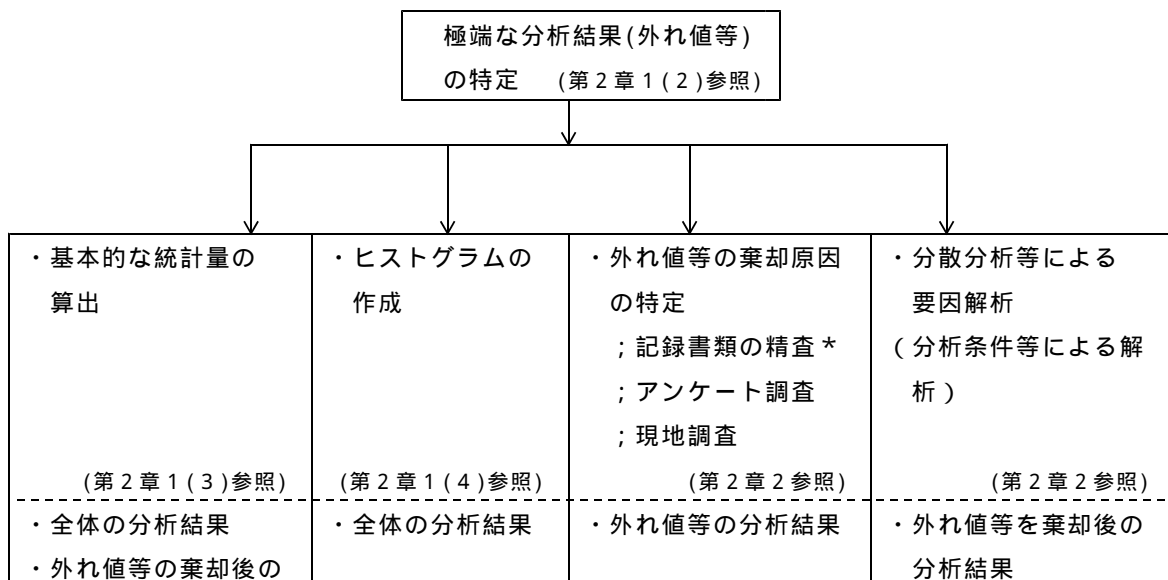 極端な分析結果(外れ値等)
の特定 (第２章１(２)参照)
・基本的な統計量の
算出
(第２章１(３)参照)
・全体の分析結果
・外れ値等の棄却後の
・ヒストグラムの
作成
(第２章１(４)参照)
・全体の分析結果
・外れ値等の棄却原因
の特定
；記録書類の精査＊
；アンケート調査
；現地調査
(第２章２参照)
・外れ値等の分析結果
・分散分析等による
要因解析
(分析条件等による解
析)
(第２章２参照)
・外れ値等を棄却後の
分析結果